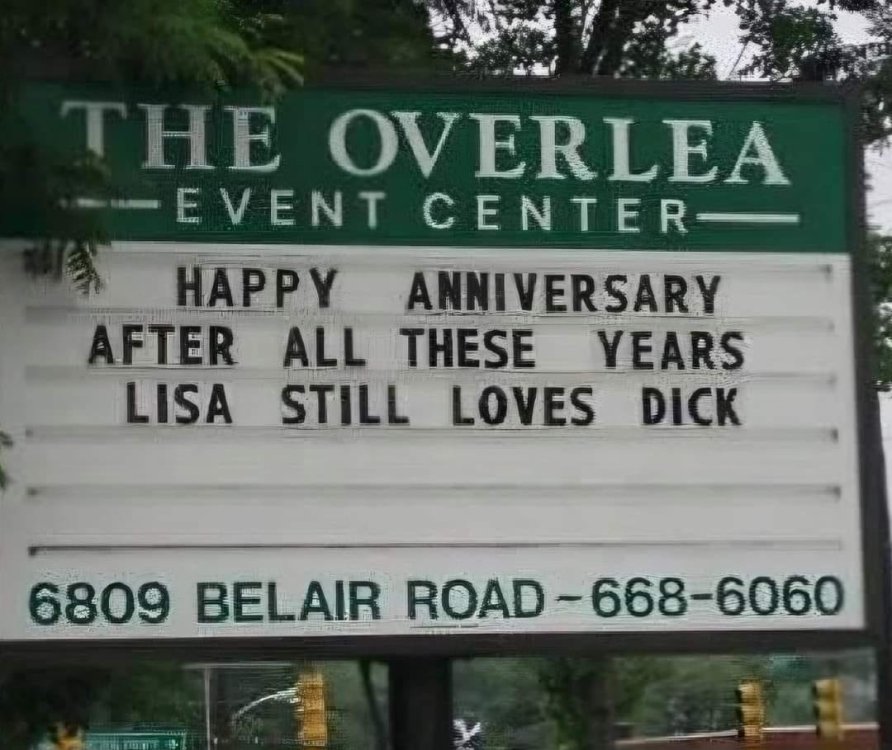 THE OVERLEA
EVENT CENTER
HAPPY ANNIVERSARY
AFTER ALL THESE YEARS
LISA STILL LOVES DICK
6809 BELAIR ROAD - 668-6060